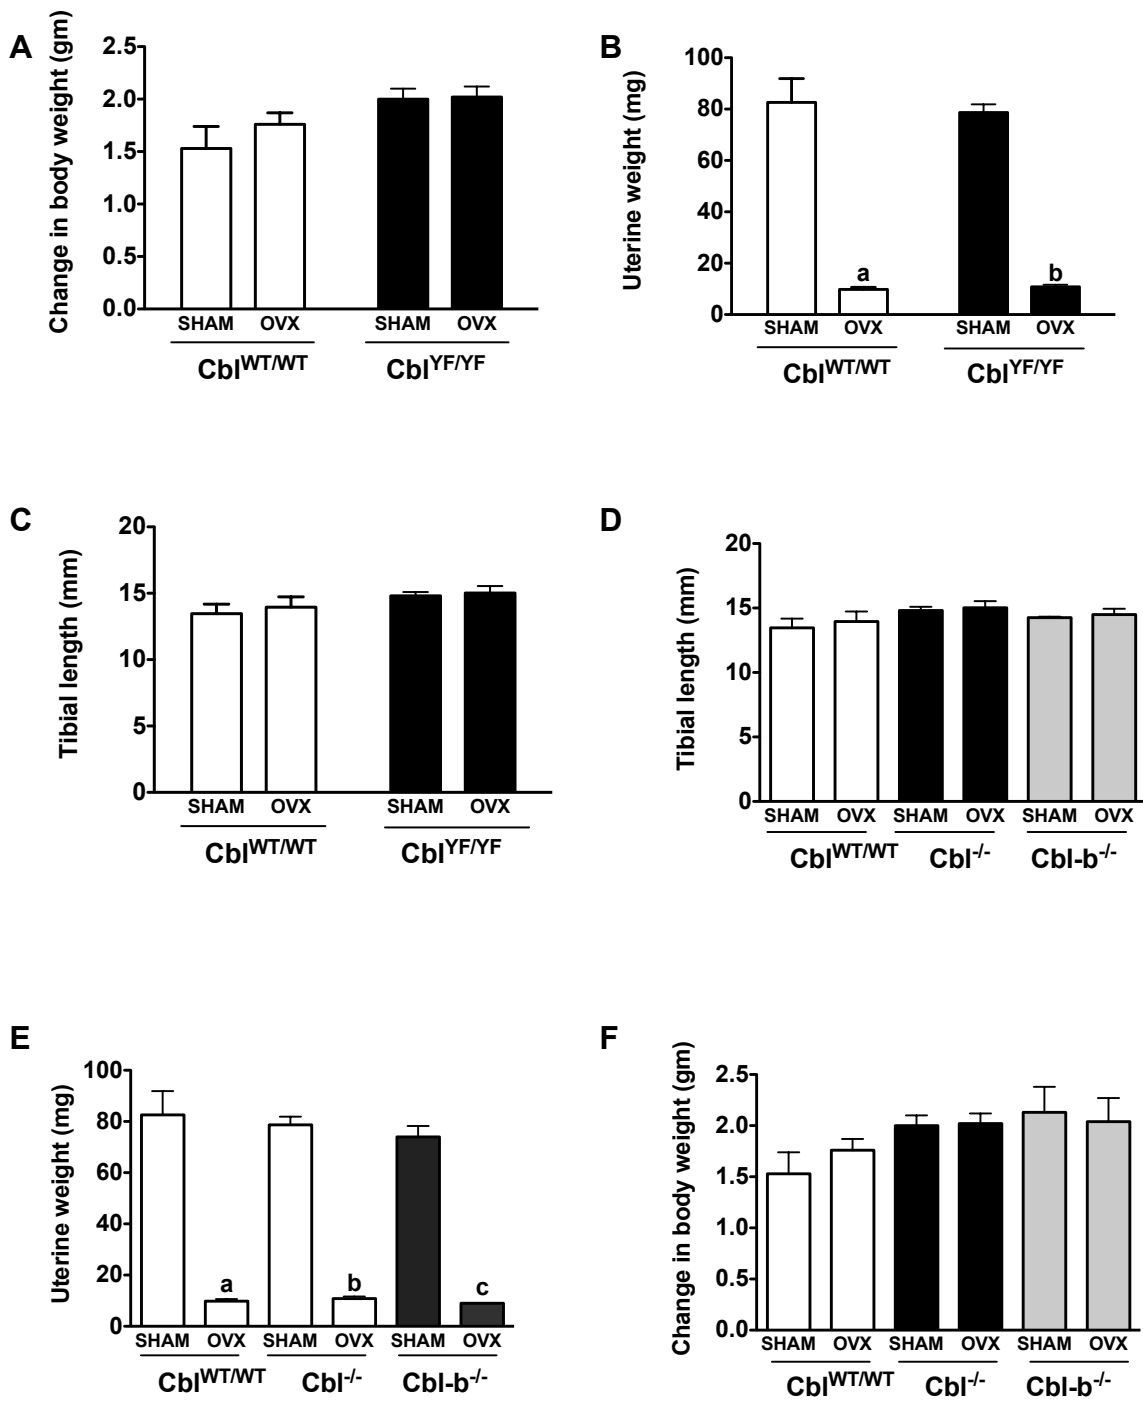 A
Change in body weight (gm)
2.5
2.0
1.5
1.0
0.5
0.0
SHAM OVX SHAM OVX
Cbl^WT/WT Cbl^YF/YF
B
Uterine weight (mg)
100
80
60
40
20
0
a b
SHAM OVX SHAM OVX
Cbl^WT/WT Cbl^YF/YF
C
Tibial length (mm)
20
15
10
5
0
SHAM OVX SHAM OVX
Cbl^WT/WT Cbl^YF/YF
D
Tibial length (mm)
20
15
10
5
0
SHAM OVX SHAM OVX SHAM OVX
Cbl^WT/WT Cbl^-/- Cbl-b^-/-
E
Uterine weight (mg)
100
80
60
40
20
0
a b c
SHAM OVX SHAM OVX SHAM OVX
Cbl^WT/WT Cbl^-/- Cbl-b^-/-
F
Change in body weight (gm)
2.5
2.0
1.5
1.0
0.5
0.0
SHAM OVX SHAM OVX SHAM OVX
Cbl^WT/WT Cbl^-/- Cbl-b^-/-